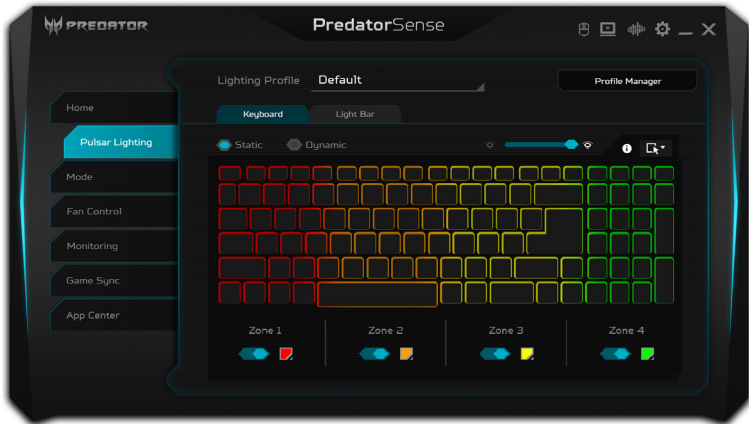 PREDATOR
PredatorSense
Lighting Profile Default
Profile Manager
Home
Keyboard Light Bar
Pulsar Lighting
Static Dynamic
Mode
Fan Control
Monitoring
Game Sync
App Center
Zone 1 Zone 2 Zone 3 Zone 4